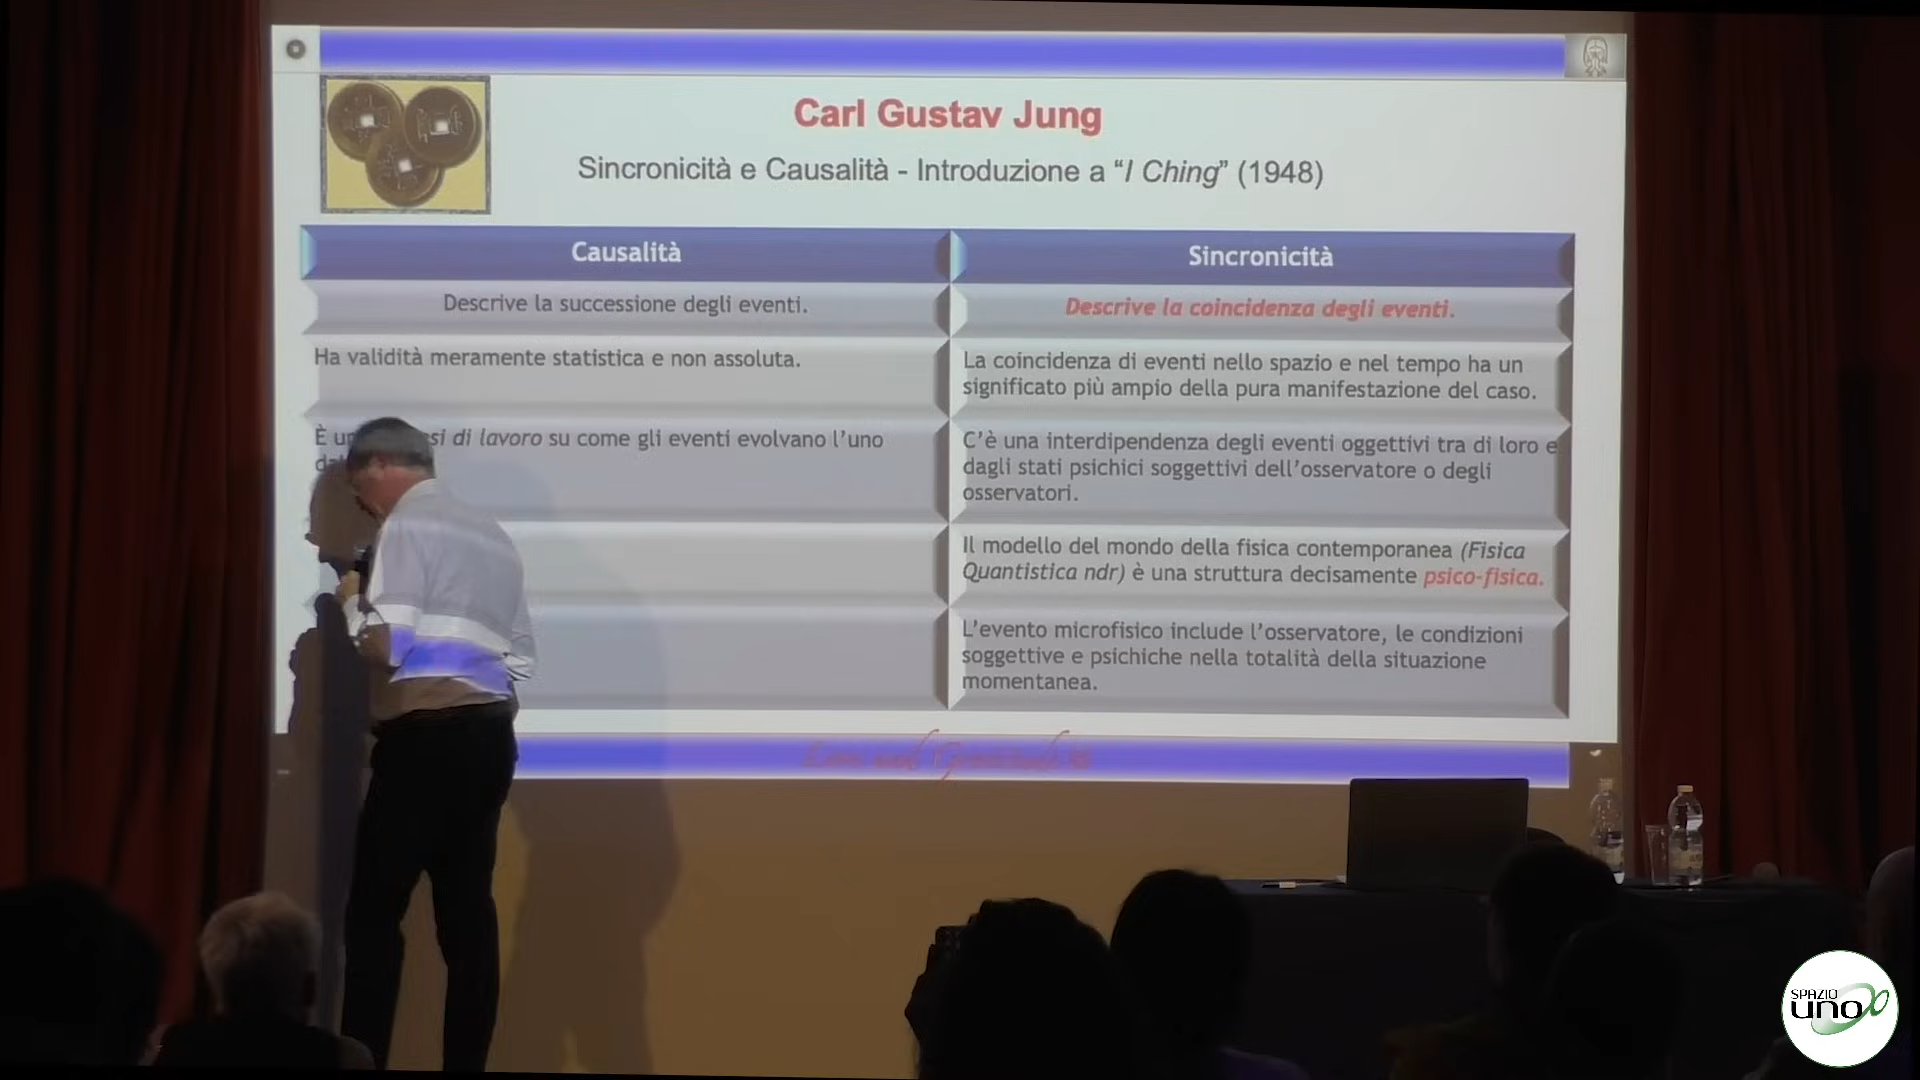 Carl Gustav Jung
Sincronicità e Causalità - Introduzione a “I Ching” (1948)
Causalità
Sincronicità
Descrive la successione degli eventi.
Descrive la coincidenza degli eventi.
Ha validità meramente statistica e non assoluta.
La coincidenza di eventi nello spazio e nel tempo ha un
significato più ampio della pura manifestazione del caso.
È di lavoro su come gli eventi evolvano l’uno
C’è una interdipendenza degli eventi oggettivi tra di loro e
dagli stati psichici soggettivi dell’osservatore o degli
osservatori.
Il modello del mondo della fisica contemporanea (Fisica
Quantistica ndr) è una struttura decisamente psico-fisica.
L’evento microfisico include l’osservatore, le condizioni
soggettive e psichiche nella totalità della situazione
momentanea.
SPAZIO
uno